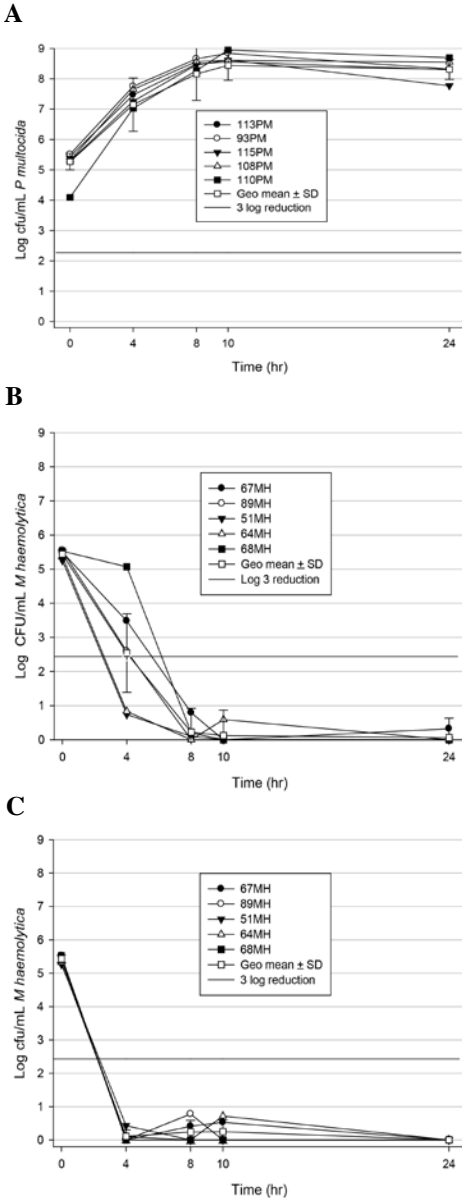 A
9
8
7
6
5
4
3
2
1
0
Log cfu/mL P multocida
113PM
93PM
115PM
108PM
110PM
Geo mean ± SD
3 log reduction
0 4 8 10 24
Time (hr)
B
9
8
7
6
5
4
3
2
1
0
Log CFU/mL M haemolytica
67MH
89MH
51MH
64MH
68MH
Geo mean ± SD
Log 3 reduction
0 4 8 10 24
Time (hr)
C
9
8
7
6
5
4
3
2
1
0
Log cfu/mL M haemolytica
67MH
89MH
51MH
64MH
68MH
Geo mean ± SD
3 log reduction
0 4 8 10 24
Time (hr)